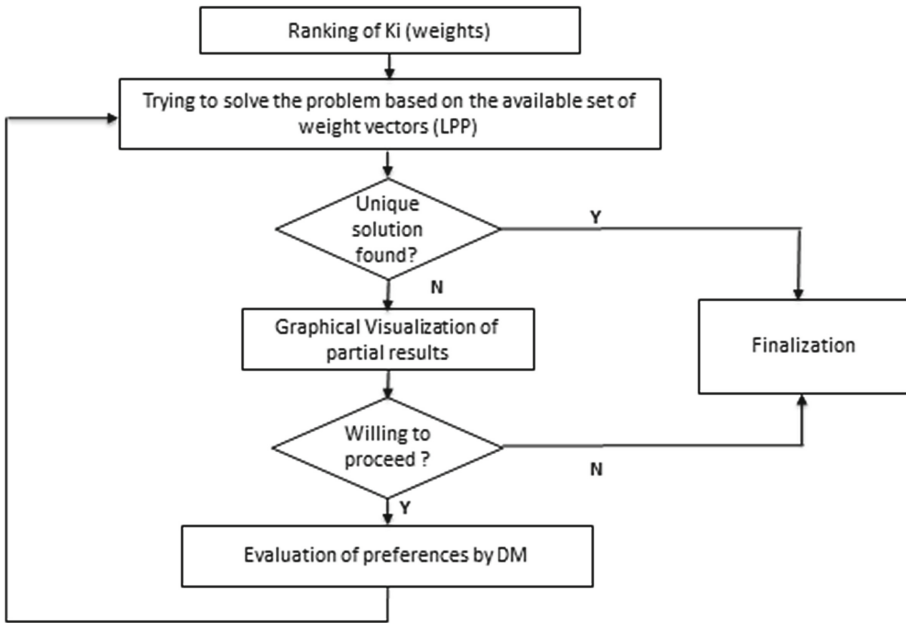 Ranking of Ki (weights)
Trying to solve the problem based on the available set of
weight vectors (LPP)
Unique
solution
found?
Y
N
Graphical Visualization of
partial results
Finalization
Willing to
proceed ?
N
Y
Evaluation of preferences by DM